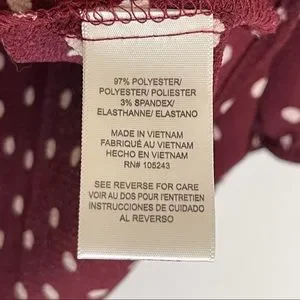 97% POLYESTER/
POLYESTER/ POLIESTER
3% SPANDEX/
ELASTHANNE/ ELASTANO
MADE IN VIETNAM
FABRIQUÉ AU VIETNAM
HECHO EN VIETNAM
RN# 105243
SEE REVERSE FOR CARE
VOIR AU DOS POUR l'ENTRETIEN
INSTRUCCIONES DE CUIDADO
AL REVERSO